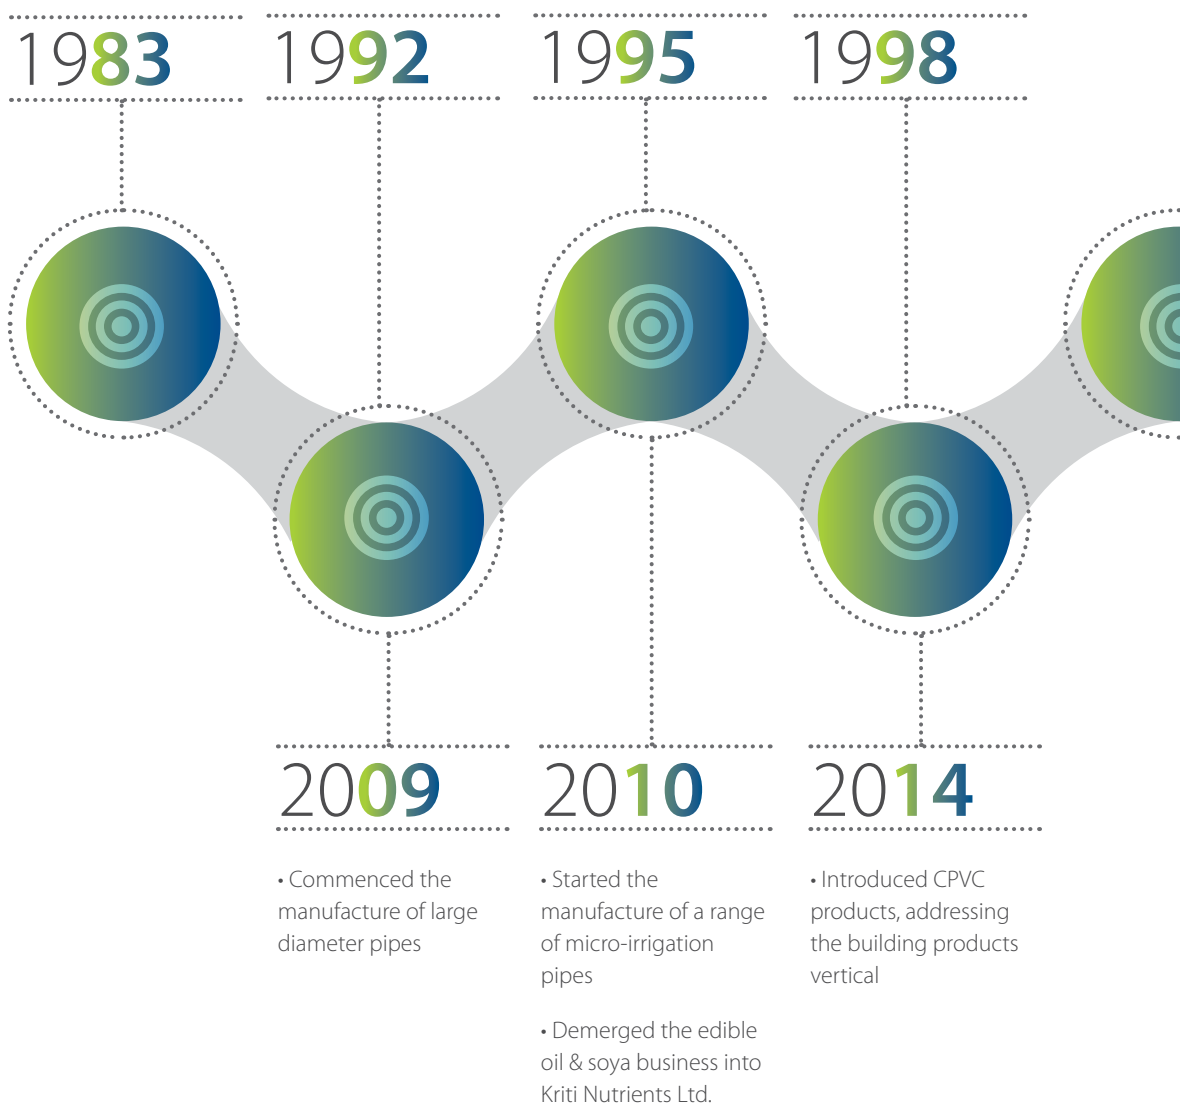 1983
1992
1995
1998
2009
• Commenced the
manufacture of large
diameter pipes
2010
• Started the
manufacture of a range
of micro-irrigation
pipes
• Demerged the edible
oil & soya business into
Kriti Nutrients Ltd.
2014
• Introduced CPVC
products, addressing
the building products
vertical